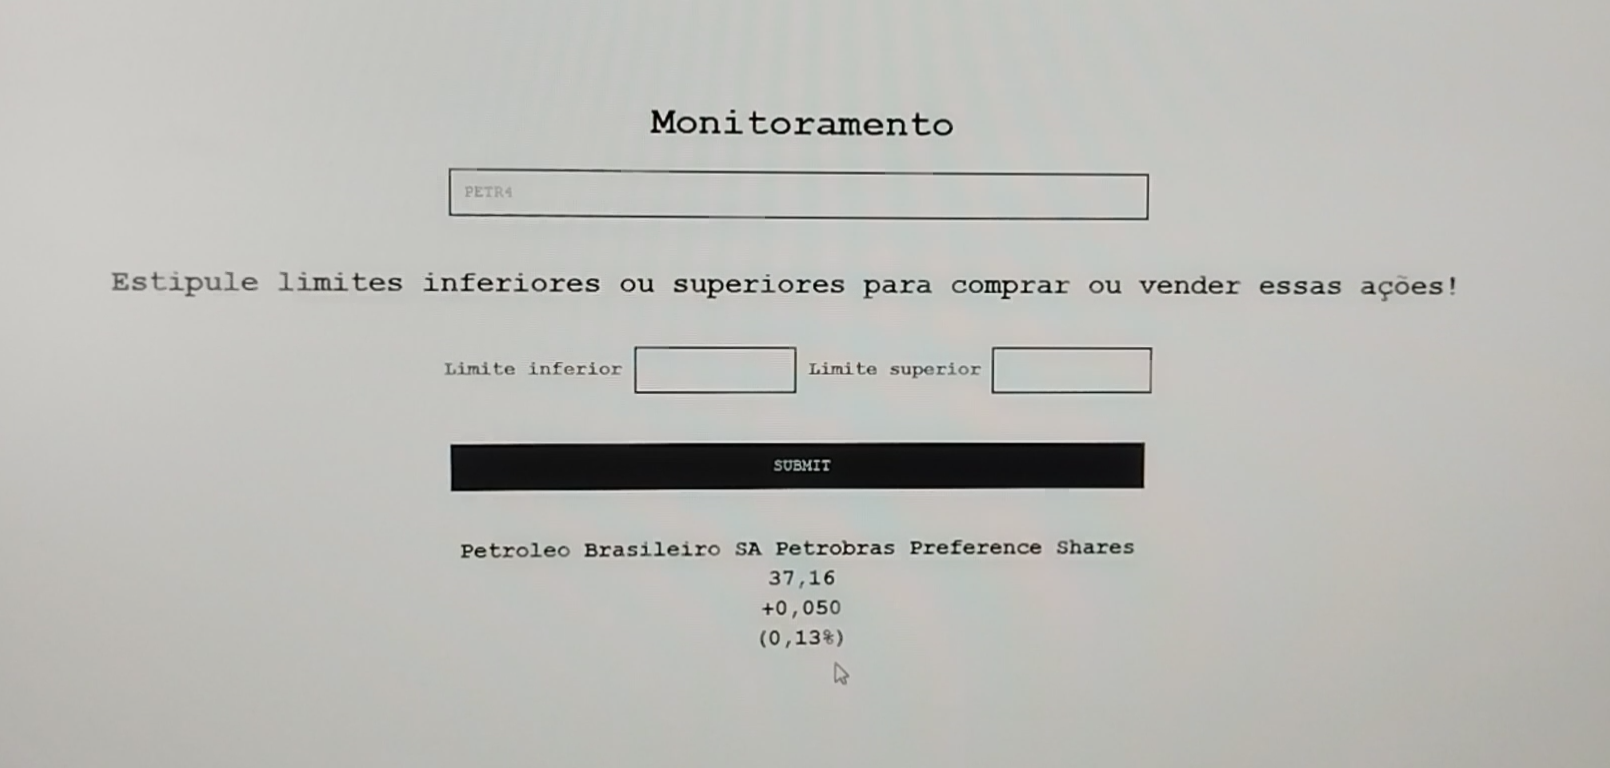 Monitoramento
PETR4
Estipule limites inferiores ou superiores para comprar ou vender essas ações!
Limite inferior Limite superior
SUBMIT
Petroleo Brasileiro SA Petrobras Preference Shares
37,16
+0,050
(0,13%)